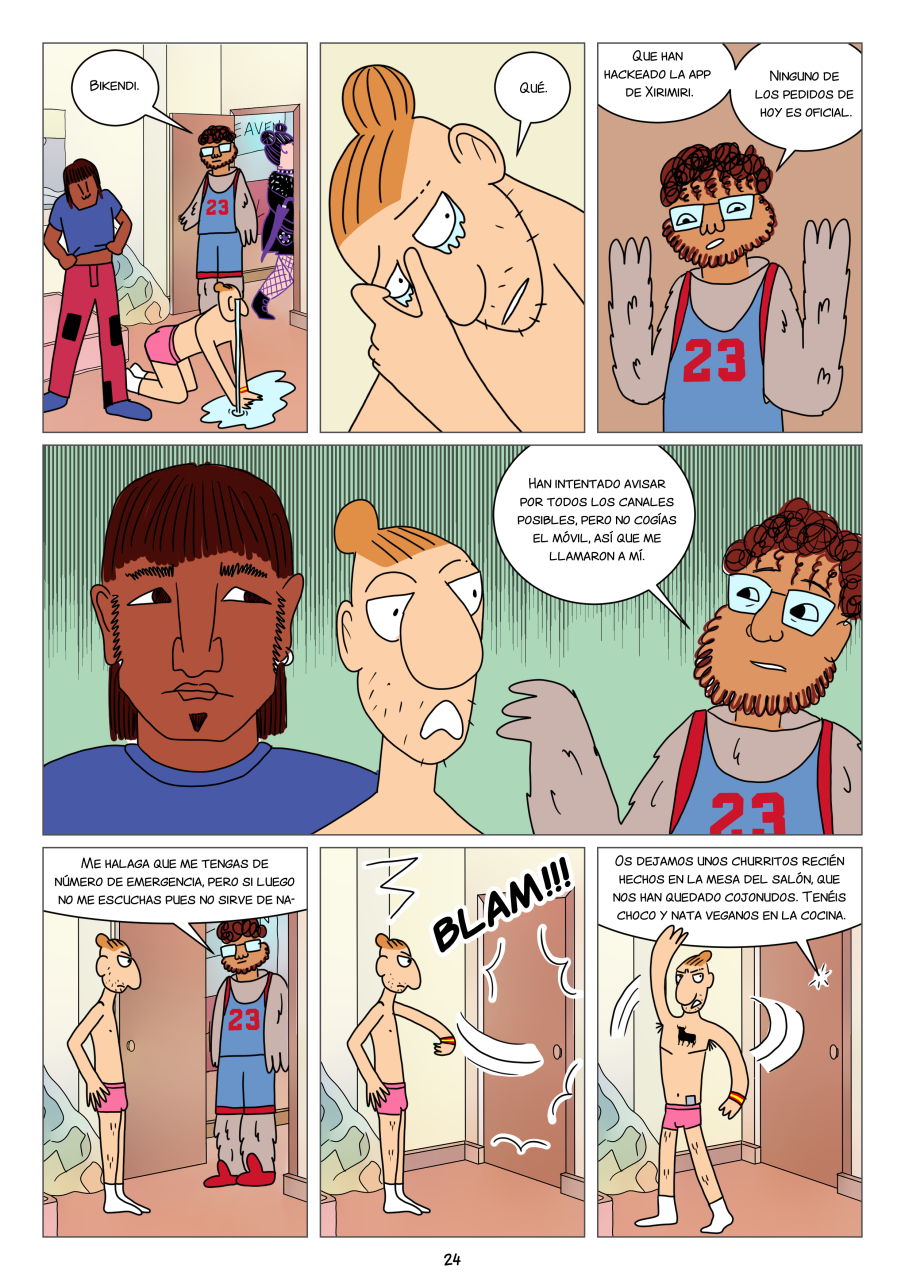 BIKENDI.
EAVEN
23
QUÉ.
QUE HAN
HACKEADO LA APP
DE XIRIMIRI.
NINGUNO DE
LOS PEDIDOS DE
HOY ES OFICIAL.
23
HAN INTENTADO AVISAR
POR TODOS LOS CANALES
POSIBLES, PERO NO COGÍAS
EL MÓVIL, ASÍ QUE ME
LLAMARON A MÍ.
23
ME HALAGA QUE ME TENGAS DE
NÚMERO DE EMERGENCIA, PERO SI LUEGO
NO ME ESCUCHAS PUES NO SIRVE DE NA-
23
BLAM!!!
OS DEJAMOS UNOS CHURRITOS RECIÉN
HECHOS EN LA MESA DEL SALÓN, QUE
NOS HAN QUEDADO COJONUDOS. TENÉIS
CHOCO Y NATA VEGANOS EN LA COCINA.
24